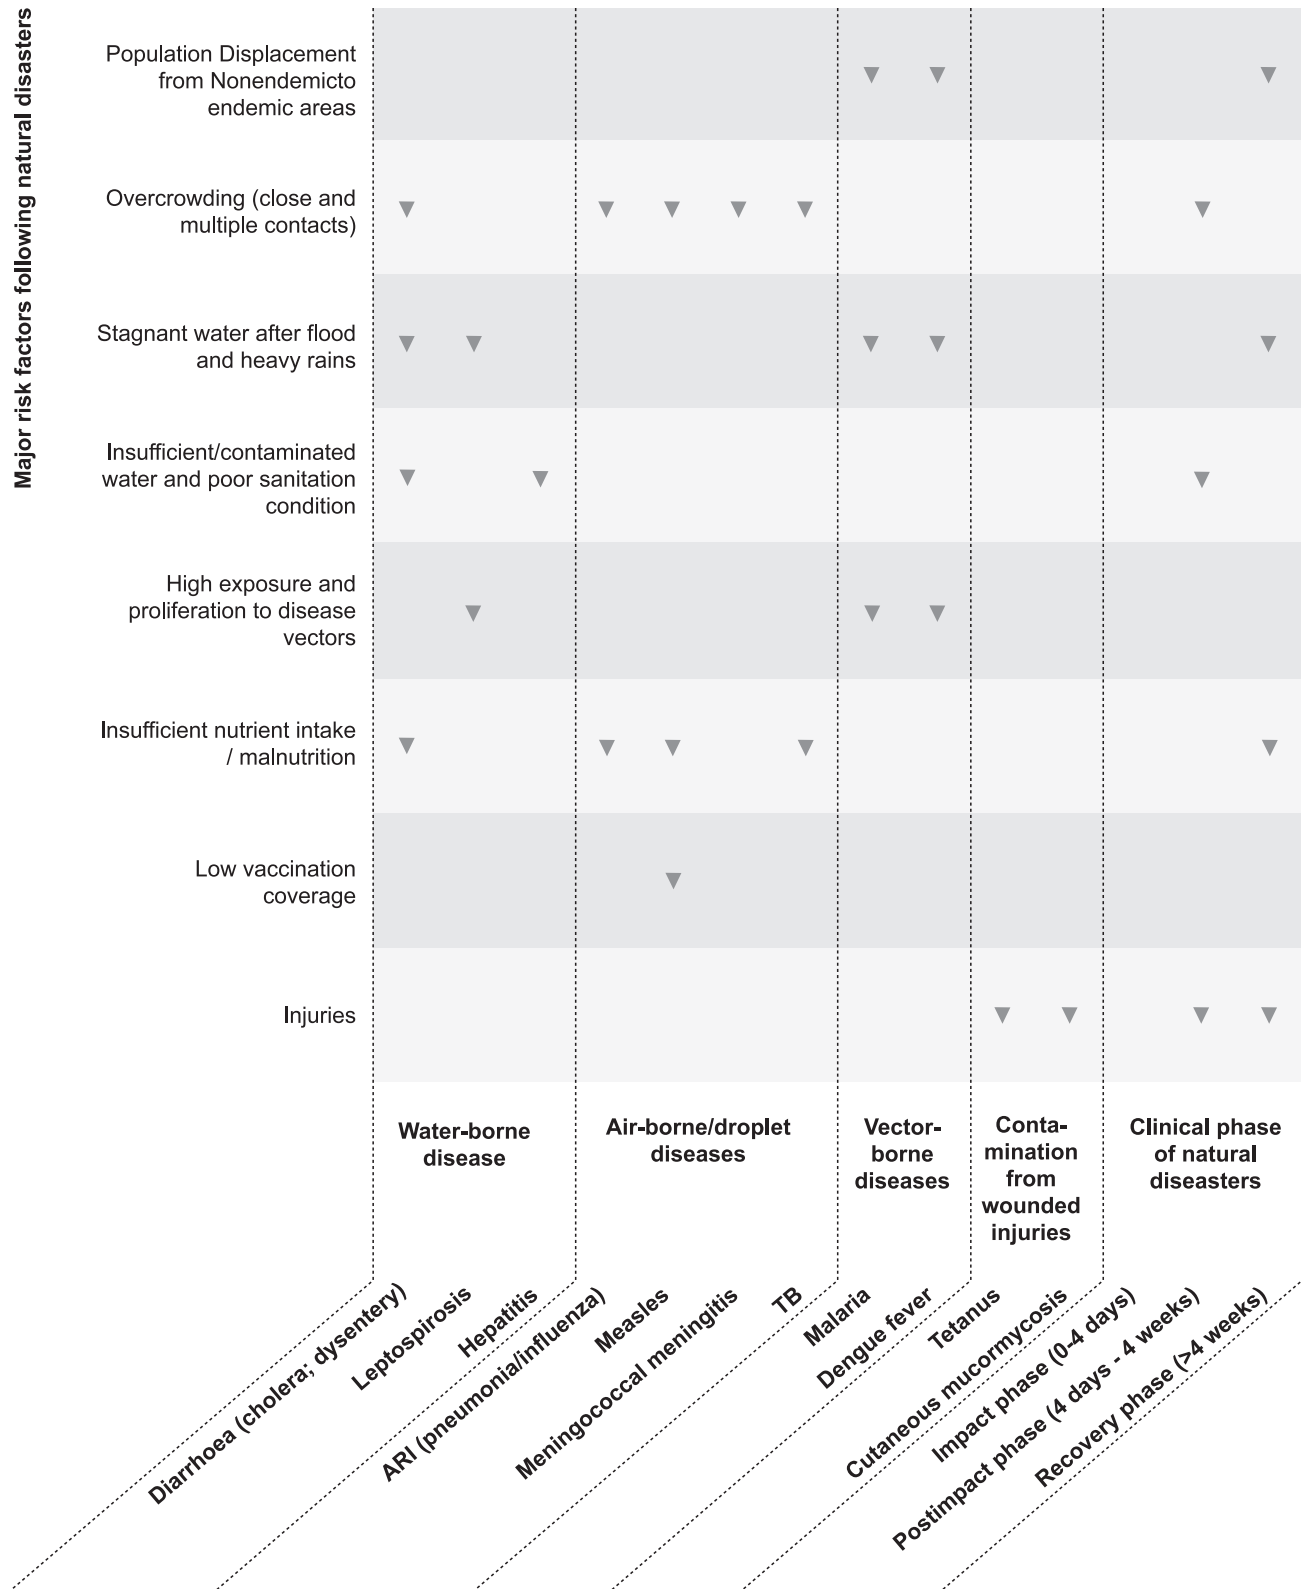 Major risk factors following natural disasters
Population Displacement
from Nonendemicto
endemic areas
Overcrowding (close and
multiple contacts)
Stagnant water after flood
and heavy rains
Insufficient/contaminated
water and poor sanitation
condition
High exposure and
proliferation to disease
vectors
Insufficient nutrient intake
/ malnutrition
Low vaccination
coverage
Injuries
Water-borne
disease
Air-borne/droplet
diseases
Vector-
borne
diseases
Conta-
mination
from
wounded
injuries
Clinical phase
of natural
diseasters
Diarrhoea (cholera; dysentery)
Leptospirosis
Hepatitis
ARI (pneumonia/influenza)
Measles
Meningococcal meningitis
TB
Malaria
Dengue fever
Tetanus
Cutaneous mucormycosis
Impact phase (0-4 days)
Postimpact phase (4 days - 4 weeks)
Recovery phase (>4 weeks)